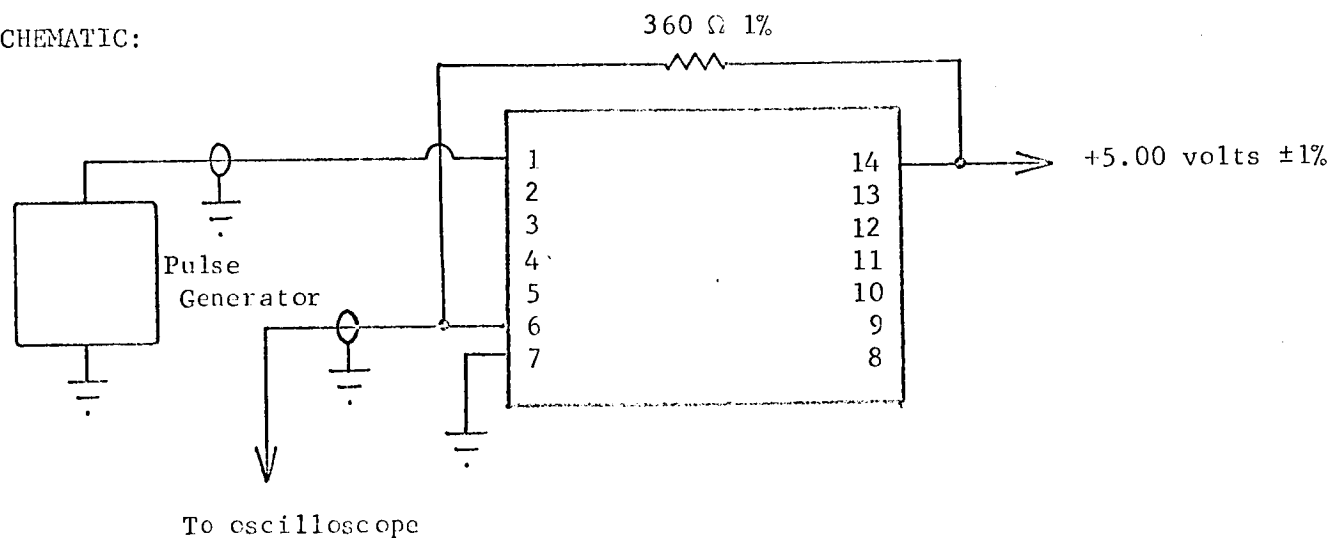 CHEMATIC:
360 Ω 1%
1
2
3
4
5
6
7
14
13
12
11
10
9
8
+5.00 volts ±1%
Pulse
Generator
To oscilloscope